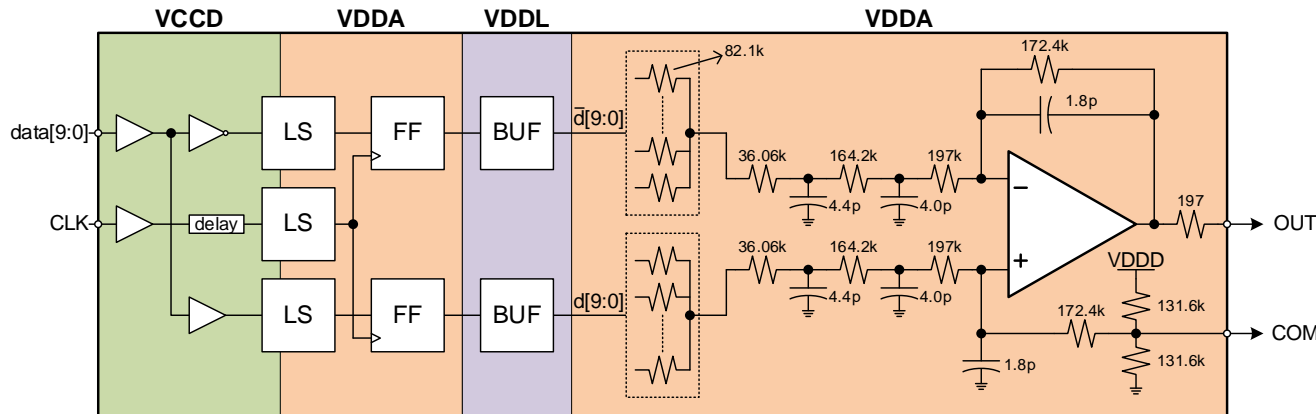 VCCD VDDA VDDL VDDA
82.1k
172.4k
1.8p
data[9:0]
LS
FF
BUF
d̅[9:0]
36.06k
164.2k
197k
4.4p
4.0p
−
CLK
delay
LS
197
OUT
36.06k
164.2k
197k
+
VDDD
4.4p
4.0p
131.6k
LS
FF
BUF
d[9:0]
172.4k
COM
1.8p
131.6k